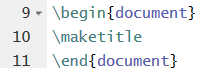 9 \begin{document}
10 \maketitle
11 \end{document}